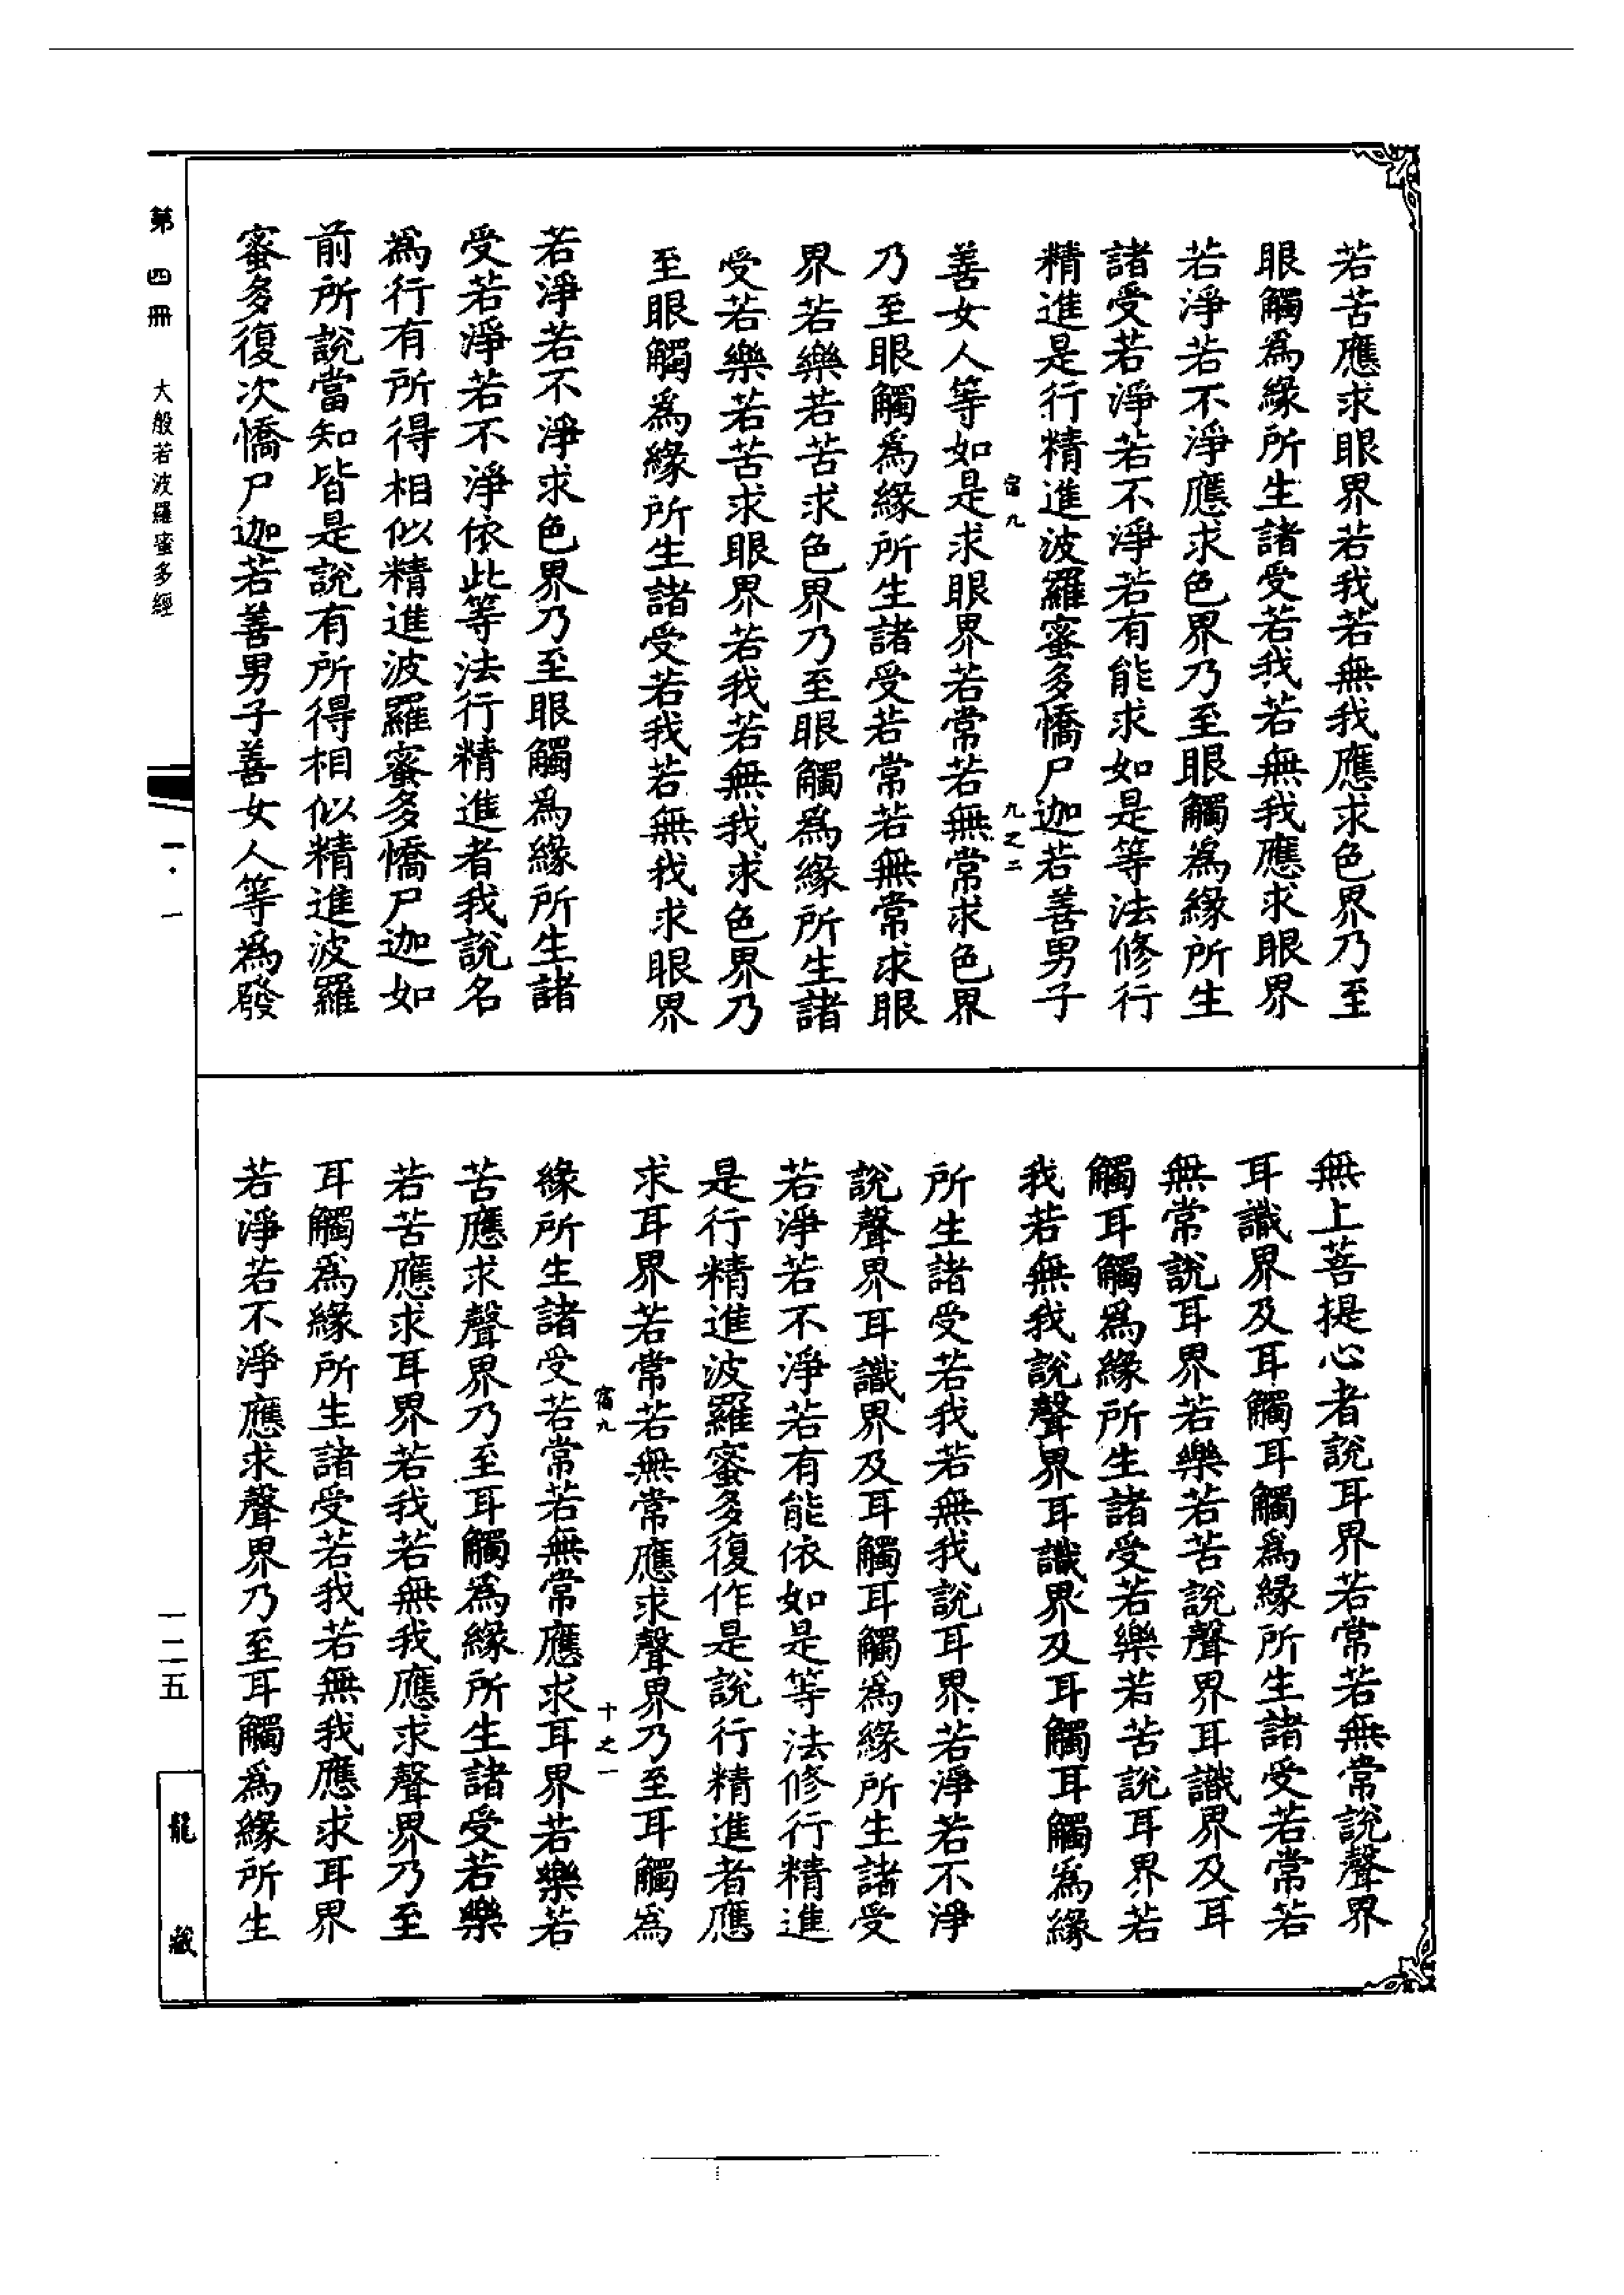 若苦應求眼界若我若無我應求色界乃至
眼觸為緣所生諸受若我若無我應求眼界
若淨若不淨應求色界乃至眼觸為緣所生
諸受若淨若不淨若有能求如是等法修行
精進是行精進波羅蜜多憍尸迦若善男子
宿九 九之二
善女人等如是求眼界若常若無常求色界
乃至眼觸為緣所生諸受若常若無常求眼
界若樂若苦求色界乃至眼觸為緣所生諸
受若樂若苦求眼界若我若無我求色界乃
至眼觸為緣所生諸受若我若無我求眼界
若淨若不淨求色界乃至眼觸為緣所生諸
受若淨若不淨依此等法行精進者我說名
為行有所得相似精進波羅蜜多憍尸迦如
前所說當知皆是說有所得相似精進波羅
蜜多復次憍尸迦若善男子善女人等為發
無上菩提心者說耳界若常若無常說聲界
耳識界及耳觸耳觸為緣所生諸受若常若
無常說耳界若樂若苦說聲界耳識界及耳
觸耳觸為緣所生諸受若樂若苦說耳界若
我若無我說聲界耳識界及耳觸耳觸為緣
所生諸受若我若無我說耳界若淨若不淨
說聲界耳識界及耳觸耳觸為緣所生諸受
若淨若不淨若有能依如是等法修行精進
是行精進波羅蜜多復作是說行精進者應
求耳界若常若無常應求聲界乃至耳觸為
宿九 十之一
緣所生諸受若常若無常應求耳界若樂若
苦應求聲界乃至耳觸為緣所生諸受若樂
若苦應求耳界若我若無我應求聲界乃至
耳觸為緣所生諸受若我若無我應求耳界
若淨若不淨應求聲界乃至耳觸為緣所生
第四冊 大般若波羅蜜多經 一·一 一二五 龍藏